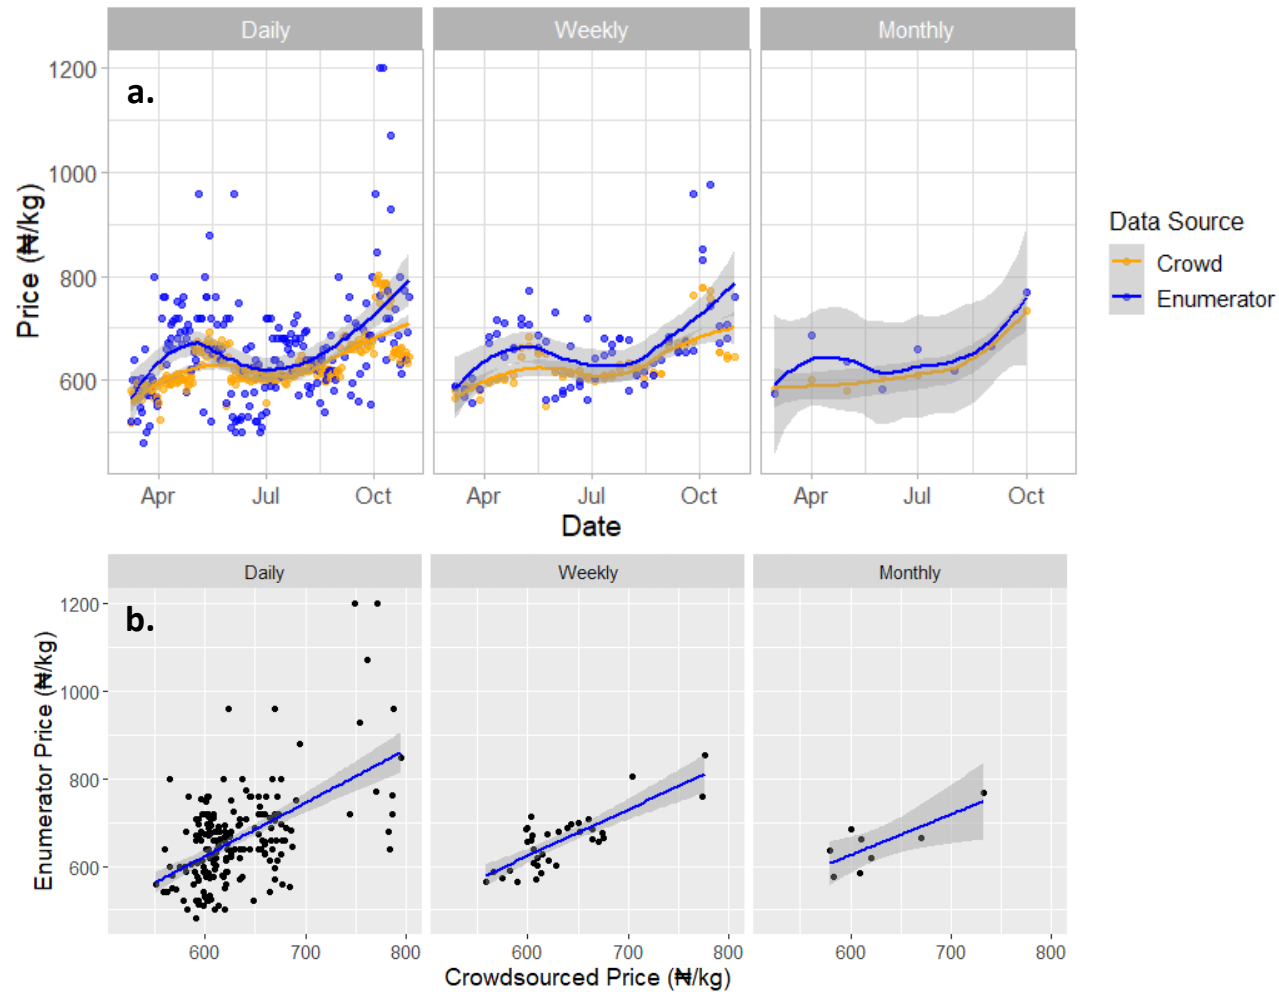 Daily Weekly Monthly
a.
1200
1000
800
600
Price (₦/kg)
Apr Jul Oct Apr Jul Oct Apr Jul Oct
Date
Data Source
Crowd
Enumerator
Daily Weekly Monthly
b.
1200
1000
800
600
Enumerator Price (₦/kg)
600 700 800 600 700 800 600 700 800
Crowdsourced Price (₦/kg)